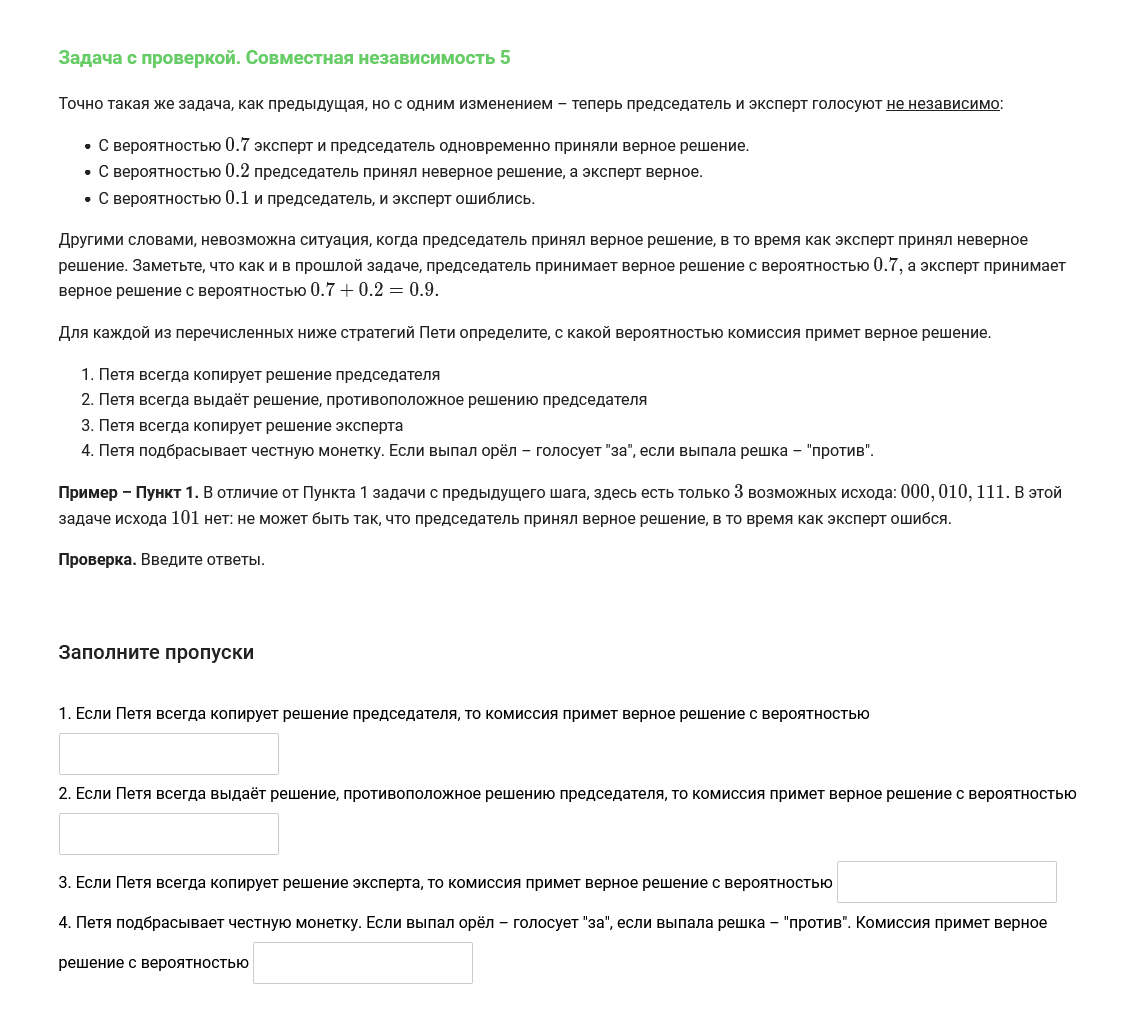 Задача с проверкой. Совместная независимость 5
Точно такая же задача, как предыдущая, но с одним изменением – теперь председатель и эксперт голосуют не независимо:
• С вероятностью 0.7 эксперт и председатель одновременно приняли верное решение.
• С вероятностью 0.2 председатель принял неверное решение, а эксперт верное.
• С вероятностью 0.1 и председатель, и эксперт ошиблись.
Другими словами, невозможна ситуация, когда председатель принял верное решение, в то время как эксперт принял неверное
решение. Заметьте, что как и в прошлой задаче, председатель принимает верное решение с вероятностью 0.7, а эксперт принимает
верное решение с вероятностью 0.7 + 0.2 = 0.9.
Для каждой из перечисленных ниже стратегий Пети определите, с какой вероятностью комиссия примет верное решение.
1. Петя всегда копирует решение председателя
2. Петя всегда выдаёт решение, противоположное решению председателя
3. Петя всегда копирует решение эксперта
4. Петя подбрасывает честную монетку. Если выпал орёл – голосует "за", если выпала решка – "против".
Пример – Пункт 1. В отличие от Пункта 1 задачи с предыдущего шага, здесь есть только 3 возможных исхода: 000, 010, 111. В этой
задаче исхода 101 нет: не может быть так, что председатель принял верное решение, в то время как эксперт ошибся.
Проверка. Введите ответы.
Заполните пропуски
1. Если Петя всегда копирует решение председателя, то комиссия примет верное решение с вероятностью
2. Если Петя всегда выдаёт решение, противоположное решению председателя, то комиссия примет верное решение с вероятностью
3. Если Петя всегда копирует решение эксперта, то комиссия примет верное решение с вероятностью
4. Петя подбрасывает честную монетку. Если выпал орёл – голосует "за", если выпала решка – "против". Комиссия примет верное
решение с вероятностью